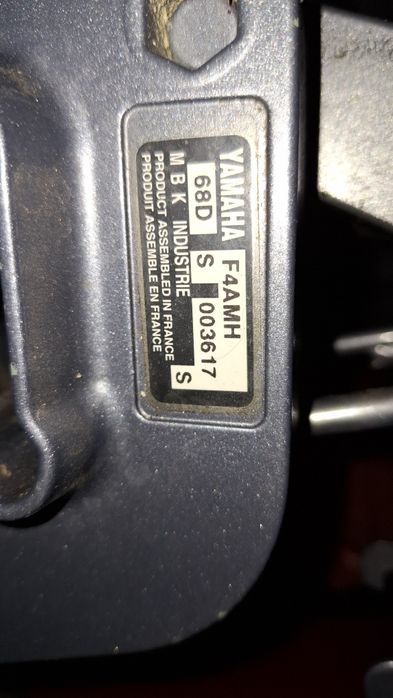 YAMAHA F4AMH
68D S 003617
M B K INDUSTRIE S
PRODUCT ASSEMBLED IN FRANCE
PRODUIT ASSEMBLE EN FRANCE